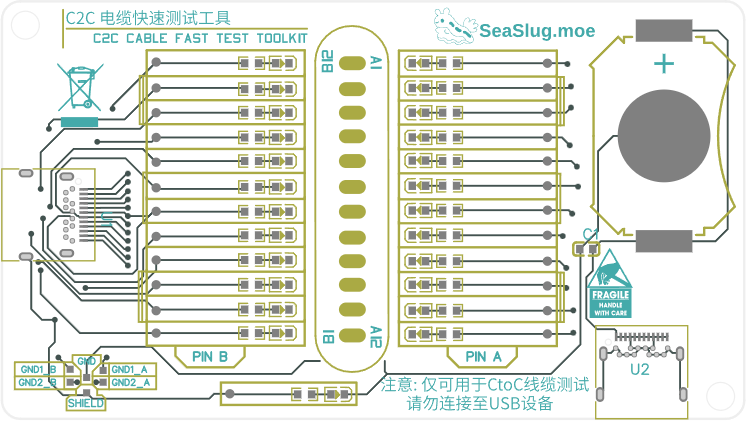 C2C 电缆快速测试工具
C2C CABLE FAST TEST TOOLKIT
SeaSlug.moe
B12
A1
C1
FRAGILE
HANDLE
WITH CARE
B1
A12
PIN B
PIN A
U2
GND
GND1_B
GND1_A
GND2_B
GND2_A
SHIELD
注意: 仅可用于CtoC线缆测试
请勿连接至USB设备